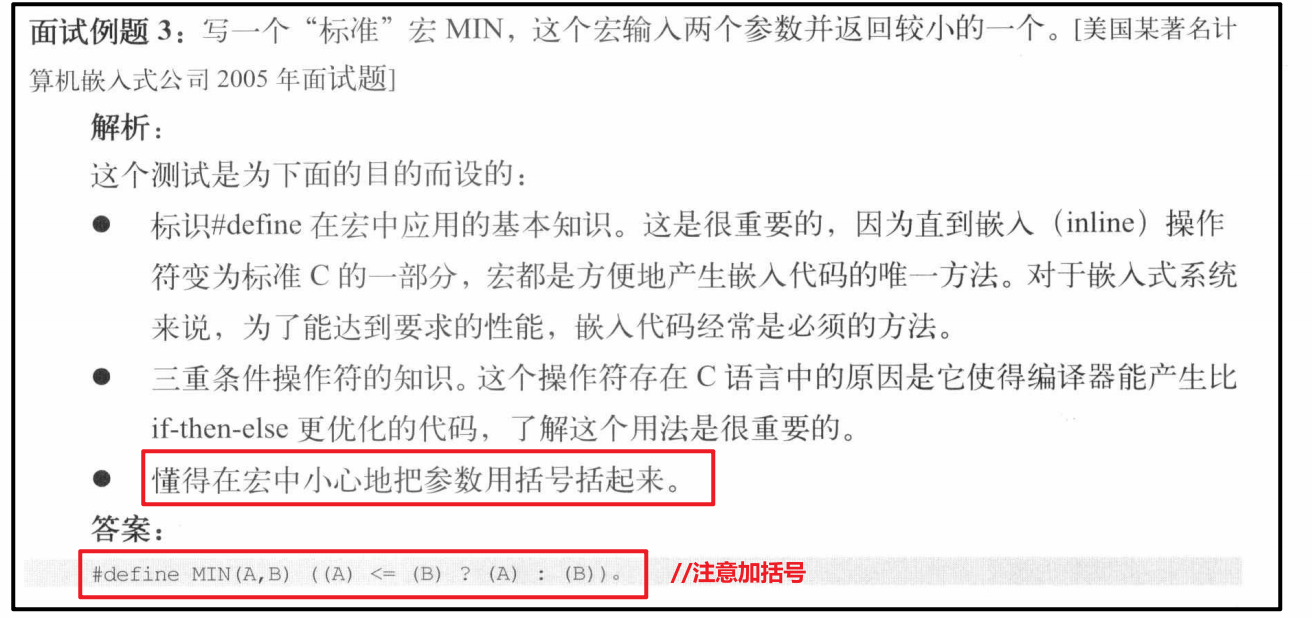 面试例题 3：写一个“标准”宏 MIN，这个宏输入两个参数并返回较小的一个。[美国某著名计
算机嵌入式公司 2005 年面试题]
解析：
这个测试是为下面的目的而设的：
● 标识#define 在宏中应用的基本知识。这是很重要的，因为直到嵌入（inline）操作
符变为标准 C 的一部分，宏都是方便地产生嵌入代码的唯一方法。对于嵌入式系统
来说，为了能达到要求的性能，嵌入代码经常是必须的方法。
● 三重条件操作符的知识。这个操作符存在 C 语言中的原因是它使得编译器能产生比
if-then-else 更优化的代码，了解这个用法是很重要的。
● 懂得在宏中小心地把参数用括号括起来。
答案：
#define MIN(A,B) ((A) <= (B) ? (A) : (B))。 //注意加括号